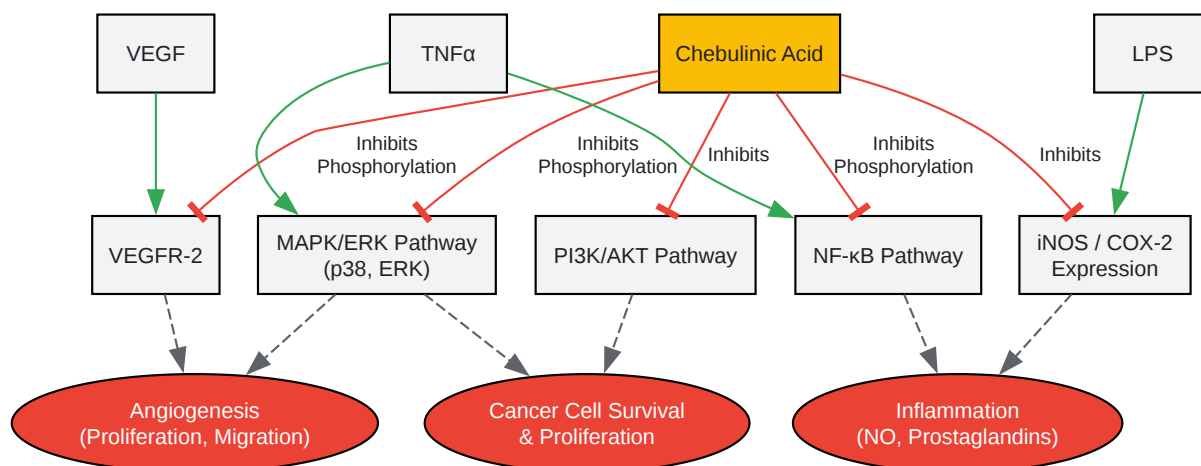 VEGF
TNFα
Chebulinic Acid
LPS
Inhibits
Phosphorylation
Inhibits
Phosphorylation
Inhibits
Inhibits
Phosphorylation
Inhibits
VEGFR-2
MAPK/ERK Pathway
(p38, ERK)
PI3K/AKT Pathway
NF-κB Pathway
iNOS / COX-2
Expression
Angiogenesis
(Proliferation, Migration)
Cancer Cell Survival
& Proliferation
Inflammation
(NO, Prostaglandins)